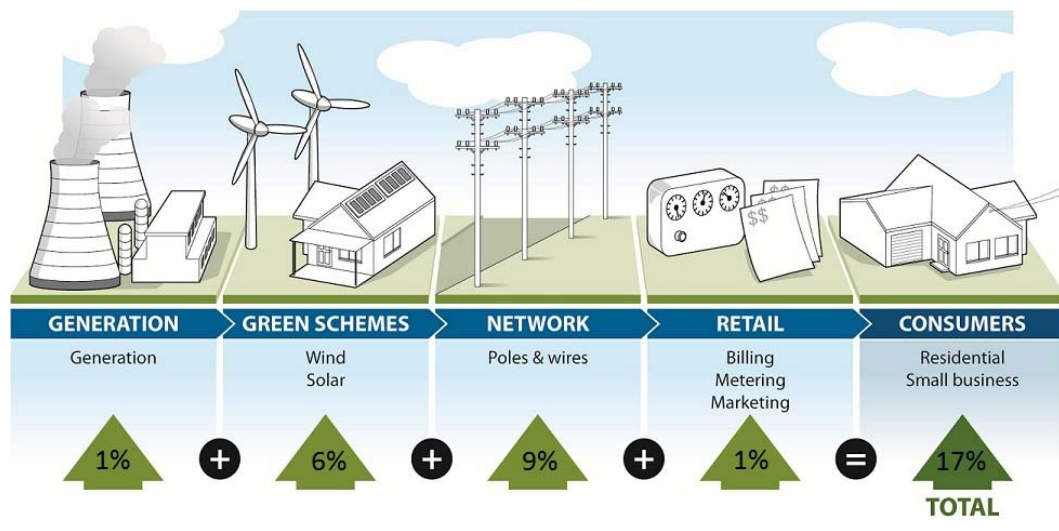 $$
$$
GENERATION
GREEN SCHEMES
NETWORK
RETAIL
CONSUMERS
Generation
Wind
Solar
Poles & wires
Billing
Metering
Marketing
Residential
Small business
1%
+
6%
+
9%
+
1%
=
17%
TOTAL